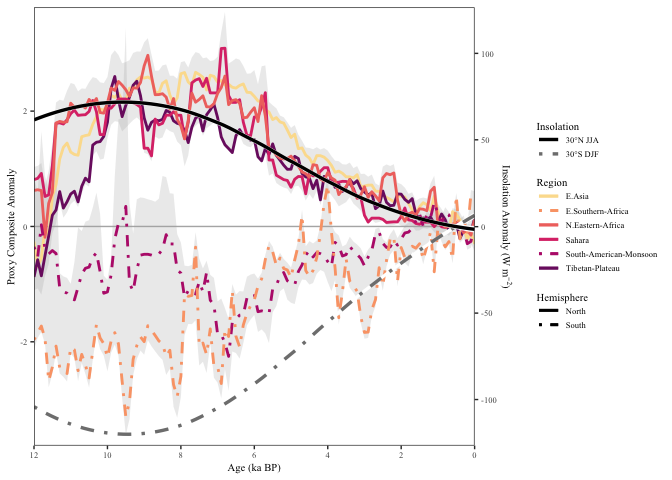 Proxy Composite Anomaly
2
0
-2
12
10
8
6
4
2
0
Age (ka BP)
100
50
0
-50
-100
Insolation Anomaly (W m⁻²)
Insolation
30°N JJA
30°S DJF
Region
E.Asia
E.Southern-Africa
N.Eastern-Africa
Sahara
South-American-Monsoon
Tibetan-Plateau
Hemisphere
North
South